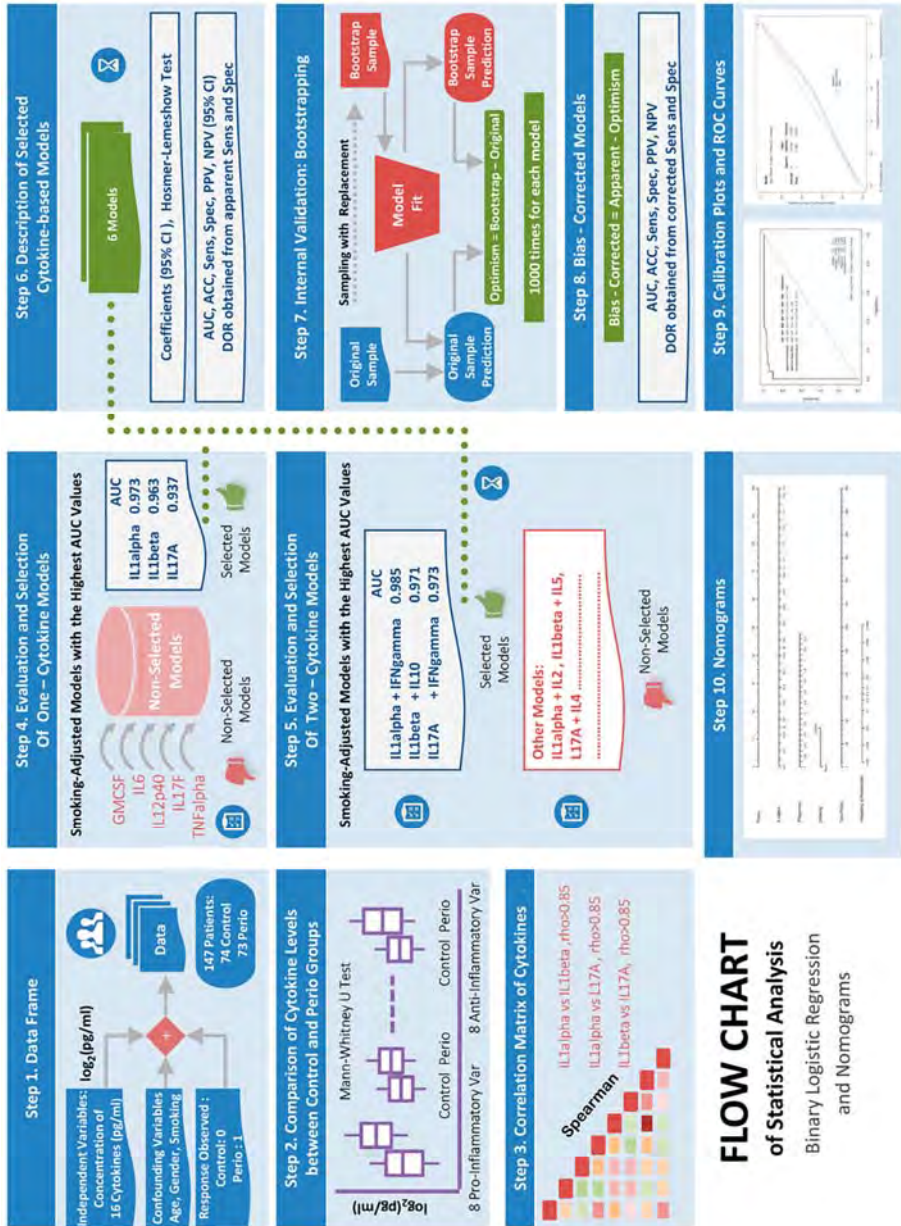 Step 1. Data Frame
Independent Variables:
Concentration of
16 Cytokines (pg/ml)
log2(pg/ml)
Confounding Variables
Age, Gender, Smoking
Response Observed :
Control: 0
Perio : 1
+
Data
147 Patients:
74 Control
73 Perio
Step 2. Comparison of Cytokine Levels
between Control and Perio Groups
Mann-Whitney U Test
log2(pg/ml)
Control Perio
Control Perio
8 Pro-Inflammatory Var
8 Anti-Inflammatory Var
Step 3. Correlation Matrix of Cytokines
Spearman
IL1alpha vs IL1beta ,rho>0.85
IL1alpha vs L17A , rho>0.85
IL1beta vs IL17A, rho>0.85
FLOW CHART
of Statistical Analysis
Binary Logistic Regression
and Nomograms
Step 4. Evaluation and Selection
Of One – Cytokine Models
Smoking-Adjusted Models with the Highest AUC Values
GMCSF
IL6
IL12p40
IL17F
TNFalpha
Non-Selected
Models
Non-Selected
Models
AUC
IL1alpha 0.973
IL1beta 0.963
IL17A 0.937
Selected
Models
Step 5. Evaluation and Selection
Of Two – Cytokine Models
Smoking-Adjusted Models with the Highest AUC Values
AUC
IL1alpha + IFNgamma 0.985
IL1beta + IL10 0.971
IL17A + IFNgamma 0.973
Selected
Models
Other Models:
IL1alpha + IL2 , IL1beta + IL5,
L17A + IL4 ............................
............................................
Non-Selected
Models
Step 10. Nomograms
Step 6. Description of Selected
Cytokine-based Models
6 Models
Coefficients (95% CI ), Hosmer-Lemeshow Test
AUC, ACC, Sens, Spec, PPV, NPV (95% CI)
DOR obtained from apparent Sens and Spec
Step 7. Internal Validation: Bootstrapping
Original
Sample
Sampling with Replacement
Bootstrap
Sample
Model
Fit
Original
Sample
Prediction
Bootstrap
Sample
Prediction
Optimism = Bootstrap – Original
1000 times for each model
Step 8. Bias - Corrected Models
Bias - Corrected = Apparent - Optimism
AUC, ACC, Sens, Spec, PPV, NPV
DOR obtained from corrected Sens and Spec
Step 9. Calibration Plots and ROC Curves